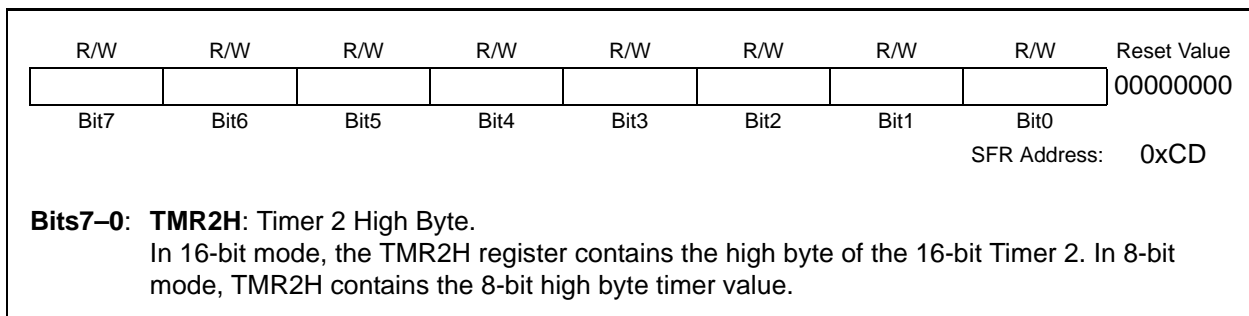 R/W R/W R/W R/W R/W R/W R/W R/W Reset Value
00000000
Bit7 Bit6 Bit5 Bit4 Bit3 Bit2 Bit1 Bit0
SFR Address: 0xCD
Bits7–0: TMR2H: Timer 2 High Byte.
In 16-bit mode, the TMR2H register contains the high byte of the 16-bit Timer 2. In 8-bit
mode, TMR2H contains the 8-bit high byte timer value.